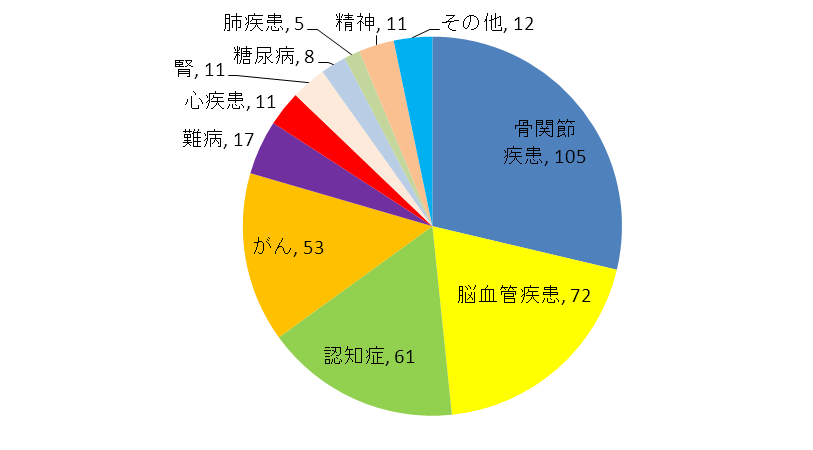 肺疾患, 5
精神, 11
その他, 12
糖尿病, 8
腎, 11
心疾患, 11
難病, 17
骨関節
疾患, 105
がん, 53
脳血管疾患, 72
認知症, 61